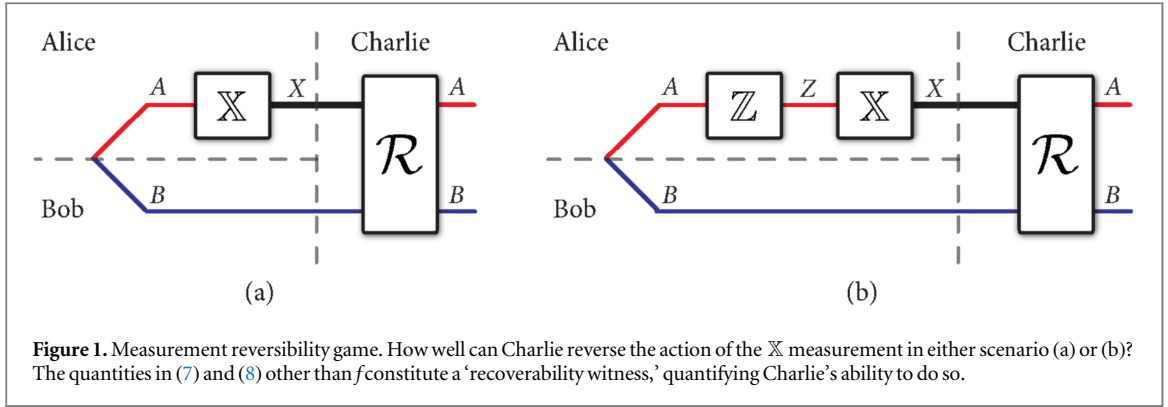 Alice
Charlie
A
𝕏
X
A
ℛ
B
B
Bob
(a)
Alice
Charlie
A
ℤ
Z
𝕏
X
A
ℛ
B
B
Bob
(b)
Figure 1. Measurement reversibility game. How well can Charlie reverse the action of the 𝕏 measurement in either scenario (a) or (b)?
The quantities in (7) and (8) other than f constitute a ‘recoverability witness,’ quantifying Charlie’s ability to do so.